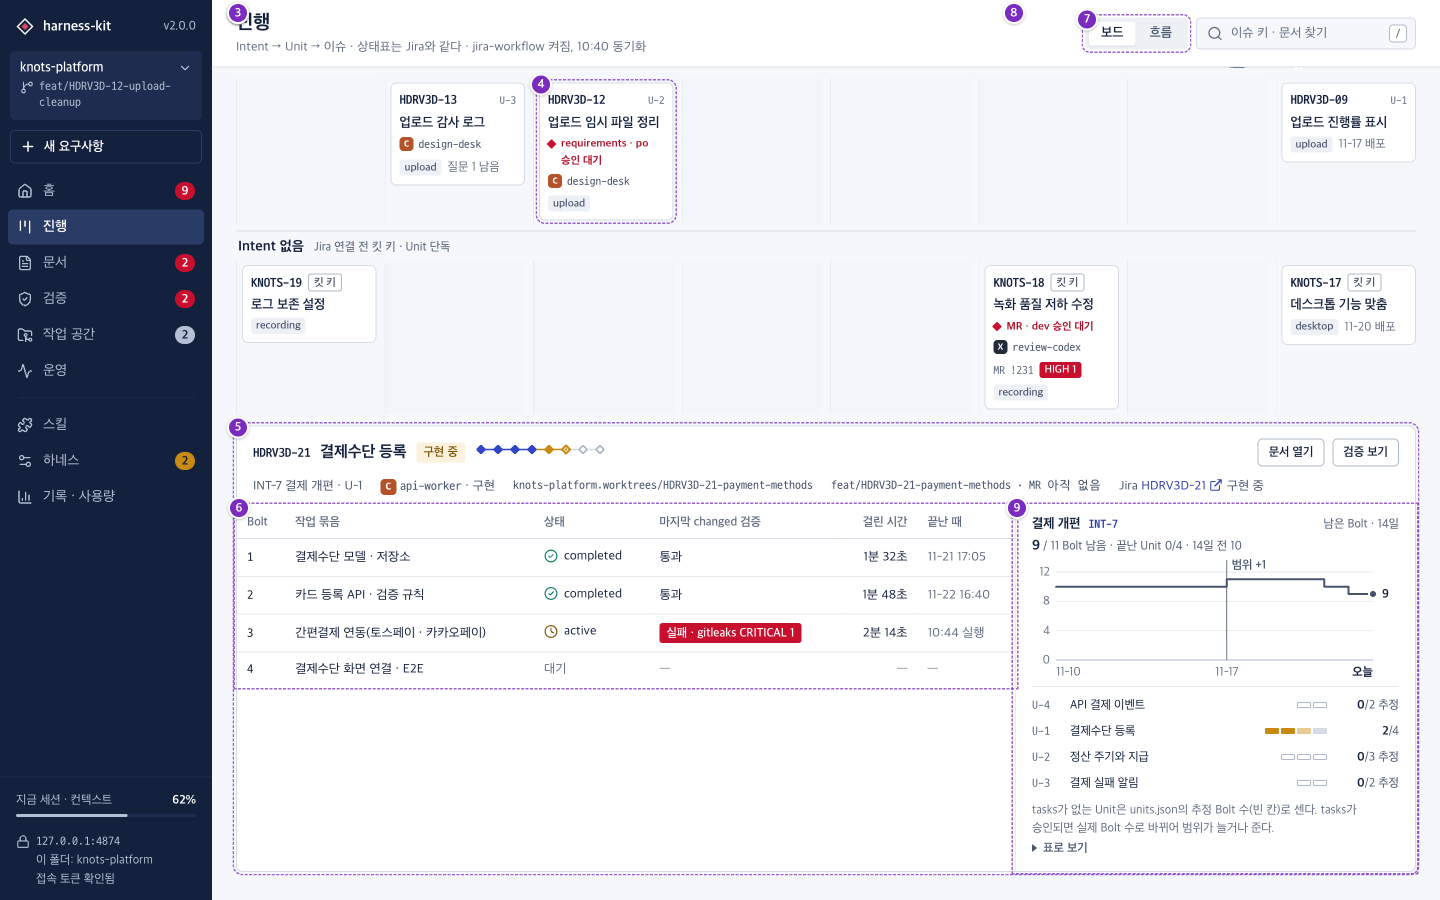 harness-kit v2.0.0
knots-platform
feat/HDRV3D-12-upload-
cleanup
새 요구사항
홈 9
진행
문서 2
검증 2
작업 공간 2
운영
스킬
하네스 2
기록 · 사용량
지금 세션 · 컨텍스트 62%
127.0.0.1:4874
이 폴더: knots-platform
접속 토큰 확인됨
3 진행
8
7 보드 흐름
이슈 키 · 문서 찾기 /
Intent → Unit → 이슈 · 상태표는 Jira와 같다 · jira-workflow 켜짐, 10:40 동기화
HDRV3D-13 U-3
업로드 감사 로그
C design-desk
upload 질문 1 남음
4
HDRV3D-12 U-2
업로드 임시 파일 정리
requirements · po
승인 대기
C design-desk
upload
HDRV3D-09 U-1
업로드 진행률 표시
upload 11-17 배포
Intent 없음 Jira 연결 전 킷 키 · Unit 단독
KNOTS-19 킷 키
로그 보존 설정
recording
KNOTS-18 킷 키
녹화 품질 저하 수정
MR · dev 승인 대기
X review-codex
MR !231 HIGH 1
recording
KNOTS-17 킷 키
데스크톱 기능 맞춤
desktop 11-20 배포
5
HDRV3D-21 결제수단 등록 구현 중
문서 열기 검증 보기
INT-7 결제 개편 · U-1 C api-worker · 구현 knots-platform.worktrees/HDRV3D-21-payment-methods feat/HDRV3D-21-payment-methods · MR 아직 없음 Jira HDRV3D-21 구현 중
6
Bolt 작업 묶음 상태 마지막 changed 검증 걸린 시간 끝난 때
1 결제수단 모델 · 저장소 completed 통과 1분 32초 11-21 17:05
2 카드 등록 API · 검증 규칙 completed 통과 1분 48초 11-22 16:40
3 간편결제 연동(토스페이 · 카카오페이) active 실패 · gitleaks CRITICAL 1 2분 14초 10:44 실행
4 결제수단 화면 연결 · E2E 대기 — — —
9
결제 개편 INT-7 남은 Bolt · 14일
9 / 11 Bolt 남음 · 끝난 Unit 0/4 · 14일 전 10
범위 +1
12
8
4
0
9
11-10 11-17 오늘
U-4 API 결제 이벤트 0/2 추정
U-1 결제수단 등록 2/4
U-2 정산 주기와 지급 0/3 추정
U-3 결제 실패 알림 0/2 추정
tasks가 없는 Unit은 units.json의 추정 Bolt 수(빈 칸)로 센다. tasks가
승인되면 실제 Bolt 수로 바뀌어 범위가 늘거나 준다.
표로 보기